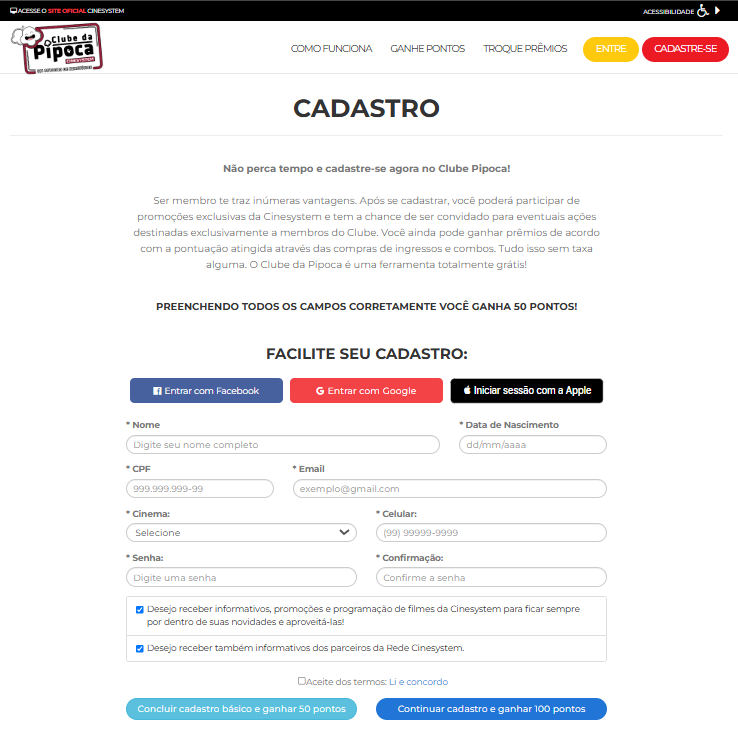 ACESSE O SITE OFICIAL CINESYSTEM
ACESSIBILIDADE
Clube da
Pipoca
CINESYSTEM
COMO FUNCIONA
GANHE PONTOS
TROQUE PRÊMIOS
ENTRE
CADASTRE-SE
CADASTRO
Não perca tempo e cadastre-se agora no Clube Pipoca!
Ser membro te traz inúmeras vantagens. Após se cadastrar, você poderá participar de
promoções exclusivas da Cinesystem e tem a chance de ser convidado para eventuais ações
destinadas exclusivamente a membros do Clube. Você ainda pode ganhar prêmios de acordo
com a pontuação atingida através das compras de ingressos e combos. Tudo isso sem taxa
alguma. O Clube da Pipoca é uma ferramenta totalmente grátis!
PREENCHENDO TODOS OS CAMPOS CORRETAMENTE VOCÊ GANHA 50 PONTOS!
FACILITE SEU CADASTRO:
Entrar com Facebook
Entrar com Google
Iniciar sessão com a Apple
* Nome
* Data de Nascimento
Digite seu nome completo
dd/mm/aaaa
* CPF
* Email
999.999.999-99
exemplo@gmail.com
* Cinema:
* Celular:
Selecione
(99) 99999-9999
* Senha:
* Confirmação:
Digite uma senha
Confirme a senha
Desejo receber informativos, promoções e programação de filmes da Cinesystem para ficar sempre
por dentro de suas novidades e aproveitá-las!
Desejo receber também informativos dos parceiros da Rede Cinesystem.
Aceite dos termos: Li e concordo
Concluir cadastro básico e ganhar 50 pontos
Continuar cadastro e ganhar 100 pontos